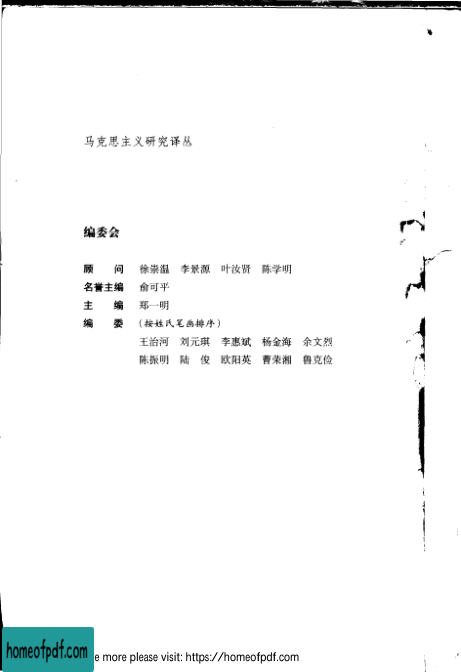 马克思主义研究译丛
编委会
顾 问 徐崇温 李景源 叶汝贤 陈学明
名誉主编 俞可平
主 编 郑一明
编 委 (按姓氏笔画排序)
王治河 刘元琪 李惠斌 杨金海 余文烈
陈振明 陆 俊 欧阳英 曹荣湘 鲁克俭
homeofpdf.com
e more please visit: https://homeofpdf.com